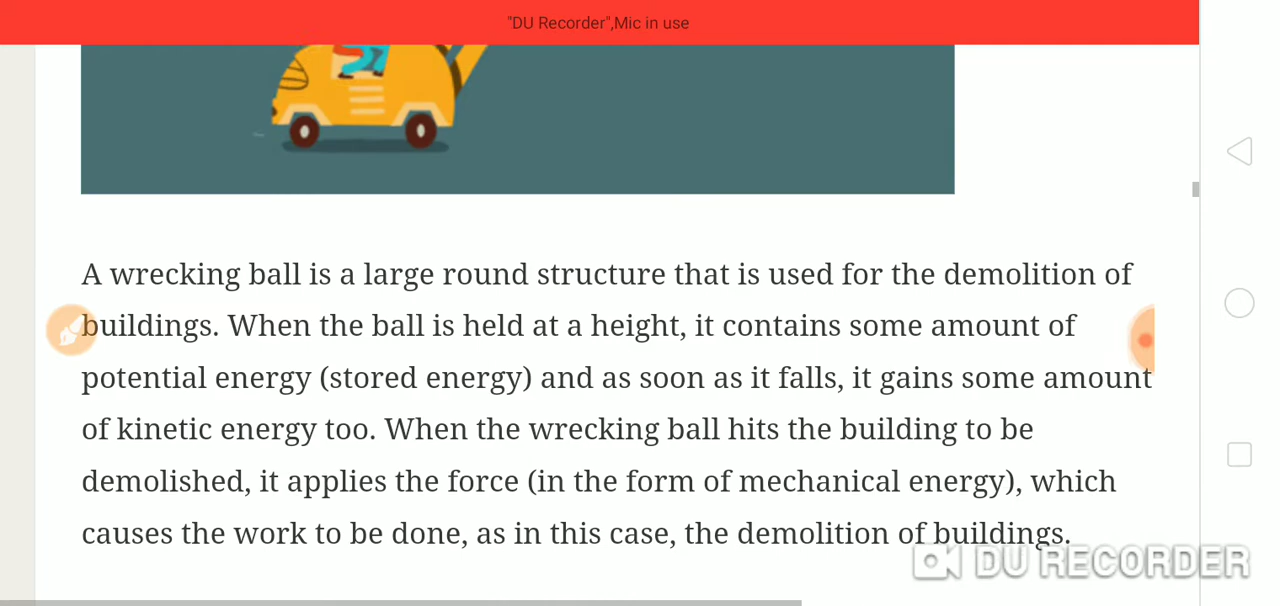 "DU Recorder",Mic in use
A wrecking ball is a large round structure that is used for the demolition of
buildings. When the ball is held at a height, it contains some amount of
potential energy (stored energy) and as soon as it falls, it gains some amount
of kinetic energy too. When the wrecking ball hits the building to be
demolished, it applies the force (in the form of mechanical energy), which
causes the work to be done, as in this case, the demolition of buildings.
DU RECORDER